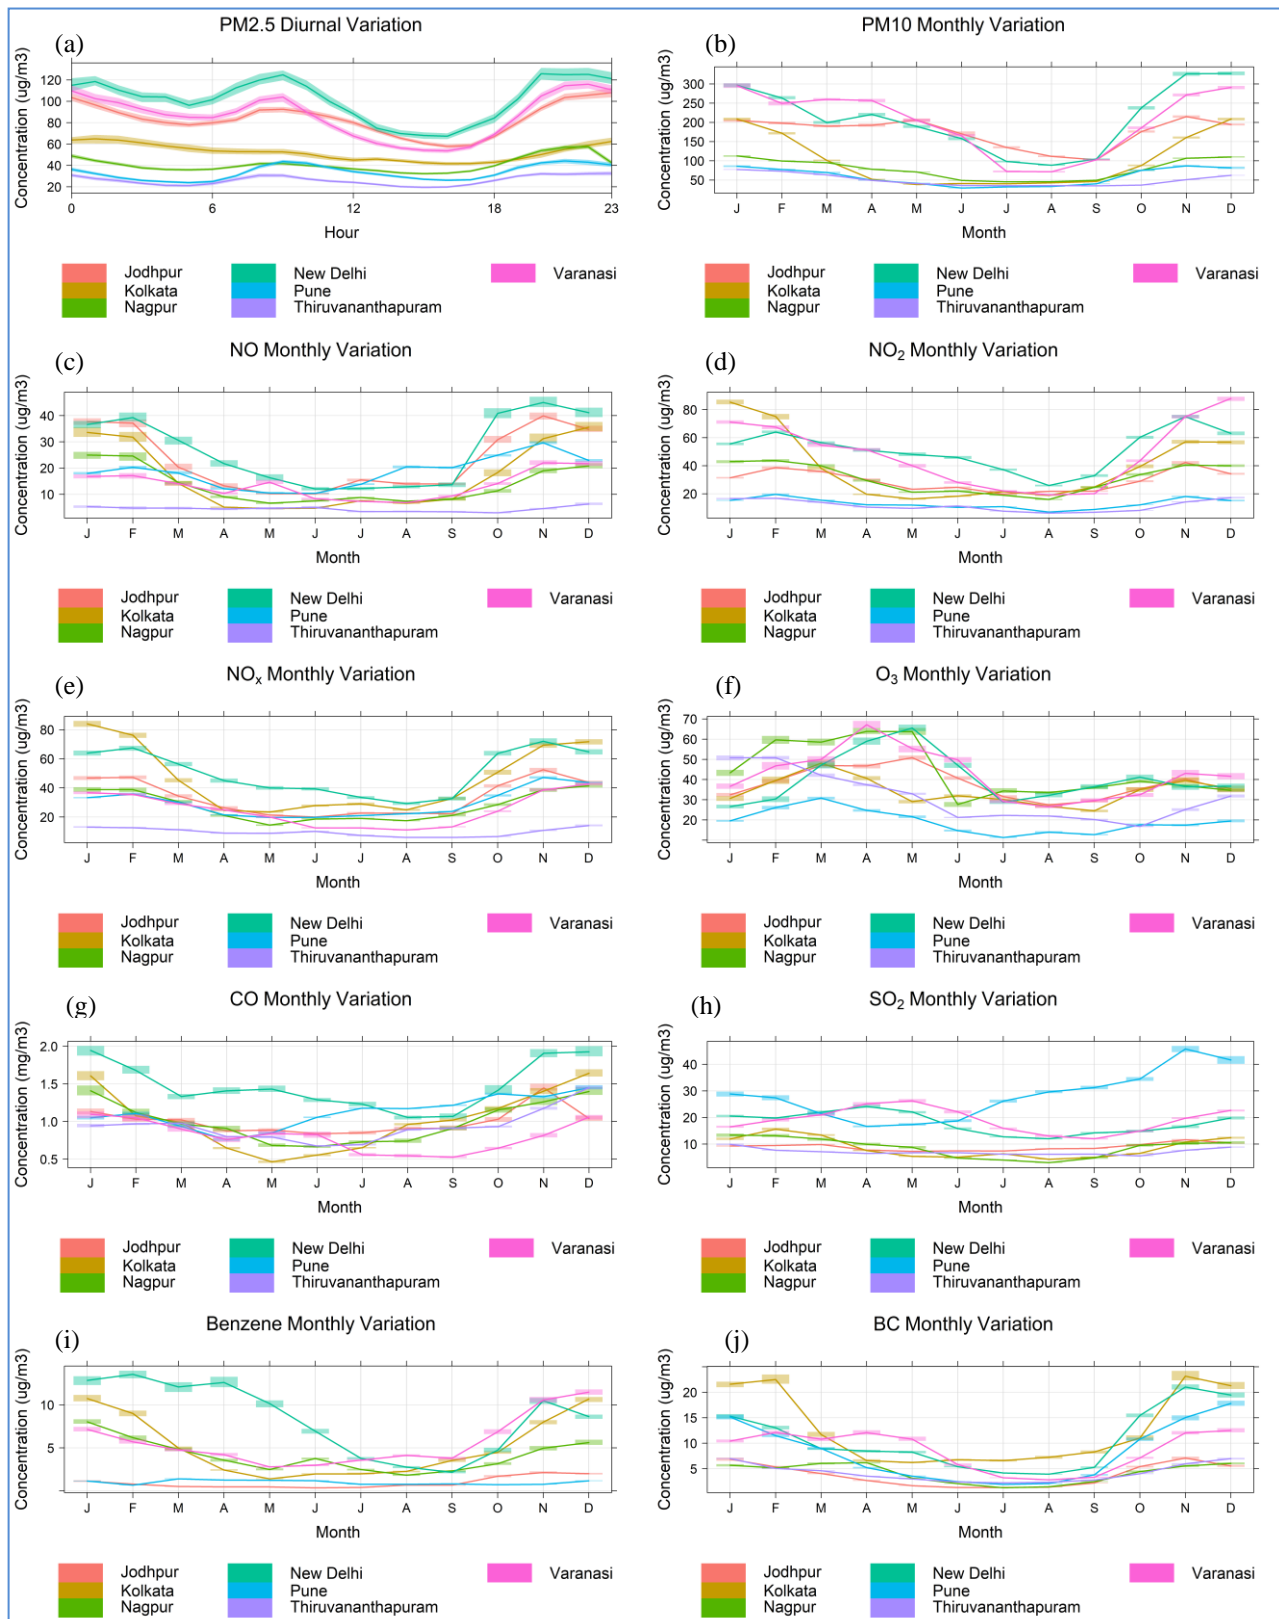 (a)
PM2.5 Diurnal Variation
Concentration (ug/m3)
120
100
80
60
40
20
0 6 12 18 23
Hour
Jodhpur New Delhi Varanasi
Kolkata Pune
Nagpur Thiruvananthapuram
(b)
PM10 Monthly Variation
Concentration (ug/m3)
300
250
200
150
100
50
J F M A M J J A S O N D
Month
Jodhpur New Delhi Varanasi
Kolkata Pune
Nagpur Thiruvananthapuram
(c)
NO Monthly Variation
Concentration (ug/m3)
40
30
20
10
J F M A M J J A S O N D
Month
Jodhpur New Delhi Varanasi
Kolkata Pune
Nagpur Thiruvananthapuram
(d)
NO₂ Monthly Variation
Concentration (ug/m3)
80
60
40
20
J F M A M J J A S O N D
Month
Jodhpur New Delhi Varanasi
Kolkata Pune
Nagpur Thiruvananthapuram
(e)
NOₓ Monthly Variation
Concentration (ug/m3)
80
60
40
20
J F M A M J J A S O N D
Month
Jodhpur New Delhi Varanasi
Kolkata Pune
Nagpur Thiruvananthapuram
(f)
O₃ Monthly Variation
Concentration (ug/m3)
70
60
50
40
30
20
J F M A M J J A S O N D
Month
Jodhpur New Delhi Varanasi
Kolkata Pune
Nagpur Thiruvananthapuram
(g)
CO Monthly Variation
Concentration (mg/m3)
2.0
1.5
1.0
0.5
J F M A M J J A S O N D
Month
Jodhpur New Delhi Varanasi
Kolkata Pune
Nagpur Thiruvananthapuram
(h)
SO₂ Monthly Variation
Concentration (ug/m3)
40
30
20
10
J F M A M J J A S O N D
Month
Jodhpur New Delhi Varanasi
Kolkata Pune
Nagpur Thiruvananthapuram
(i)
Benzene Monthly Variation
Concentration (ug/m3)
10
5
J F M A M J J A S O N D
Month
Jodhpur New Delhi Varanasi
Kolkata Pune
Nagpur Thiruvananthapuram
(j)
BC Monthly Variation
Concentration (ug/m3)
20
15
10
5
J F M A M J J A S O N D
Month
Jodhpur New Delhi Varanasi
Kolkata Pune
Nagpur Thiruvananthapuram